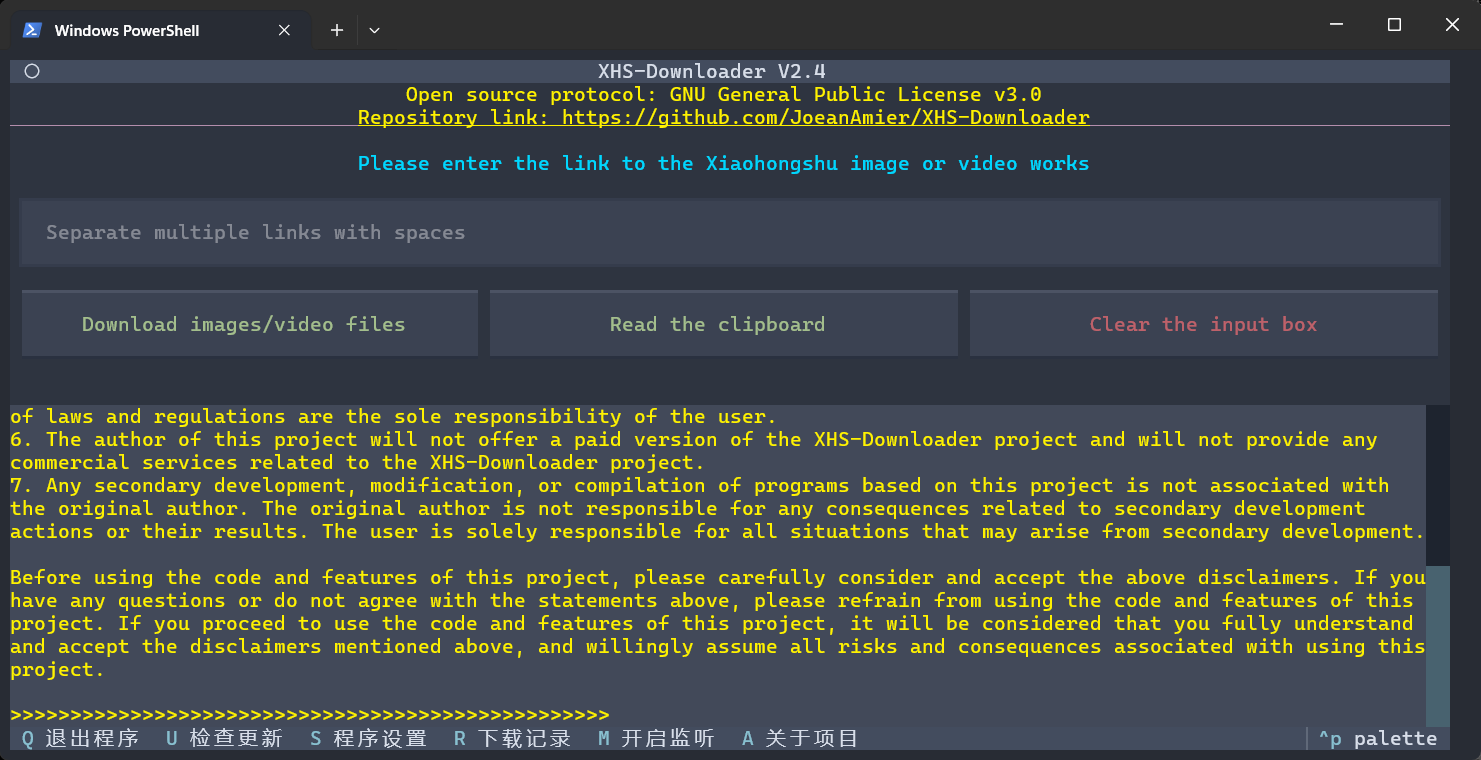 Windows PowerShell
XHS-Downloader V2.4
Open source protocol: GNU General Public License v3.0
Repository link: https://github.com/JoeanAmier/XHS-Downloader
Please enter the link to the Xiaohongshu image or video works
Separate multiple links with spaces
Download images/video files
Read the clipboard
Clear the input box
of laws and regulations are the sole responsibility of the user.
6. The author of this project will not offer a paid version of the XHS-Downloader project and will not provide any
commercial services related to the XHS-Downloader project.
7. Any secondary development, modification, or compilation of programs based on this project is not associated with
the original author. The original author is not responsible for any consequences related to secondary development
actions or their results. The user is solely responsible for all situations that may arise from secondary development.
Before using the code and features of this project, please carefully consider and accept the above disclaimers. If you
have any questions or do not agree with the statements above, please refrain from using the code and features of this
project. If you proceed to use the code and features of this project, it will be considered that you fully understand
and accept the disclaimers mentioned above, and willingly assume all risks and consequences associated with using this
project.
>>>>>>>>>>>>>>>>>>>>>>>>>>>>>>>>>>>>>>>>>>>>>>>>>>
Q 退出程序 U 检查更新 S 程序设置 R 下载记录 M 开启监听 A 关于项目 ^p palette